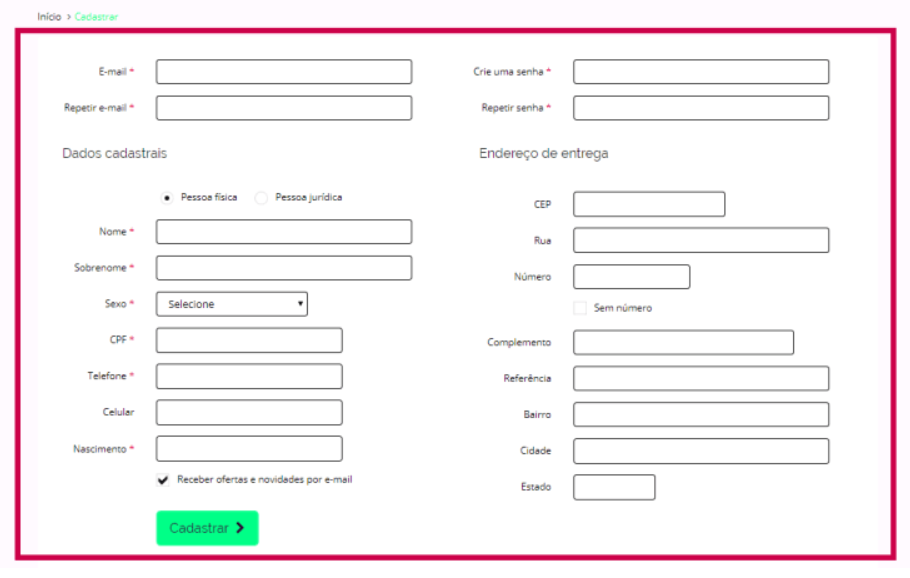 Início > Cadastrar
E-mail *
Crie uma senha *
Repetir e-mail *
Repetir senha *
Dados cadastrais
Pessoa física Pessoa jurídica
Nome *
Sobrenome *
Sexo * Selecione
CPF *
Telefone *
Celular
Nascimento *
Receber ofertas e novidades por e-mail
Cadastrar
Endereço de entrega
CEP
Rua
Número
Sem número
Complemento
Referência
Bairro
Cidade
Estado